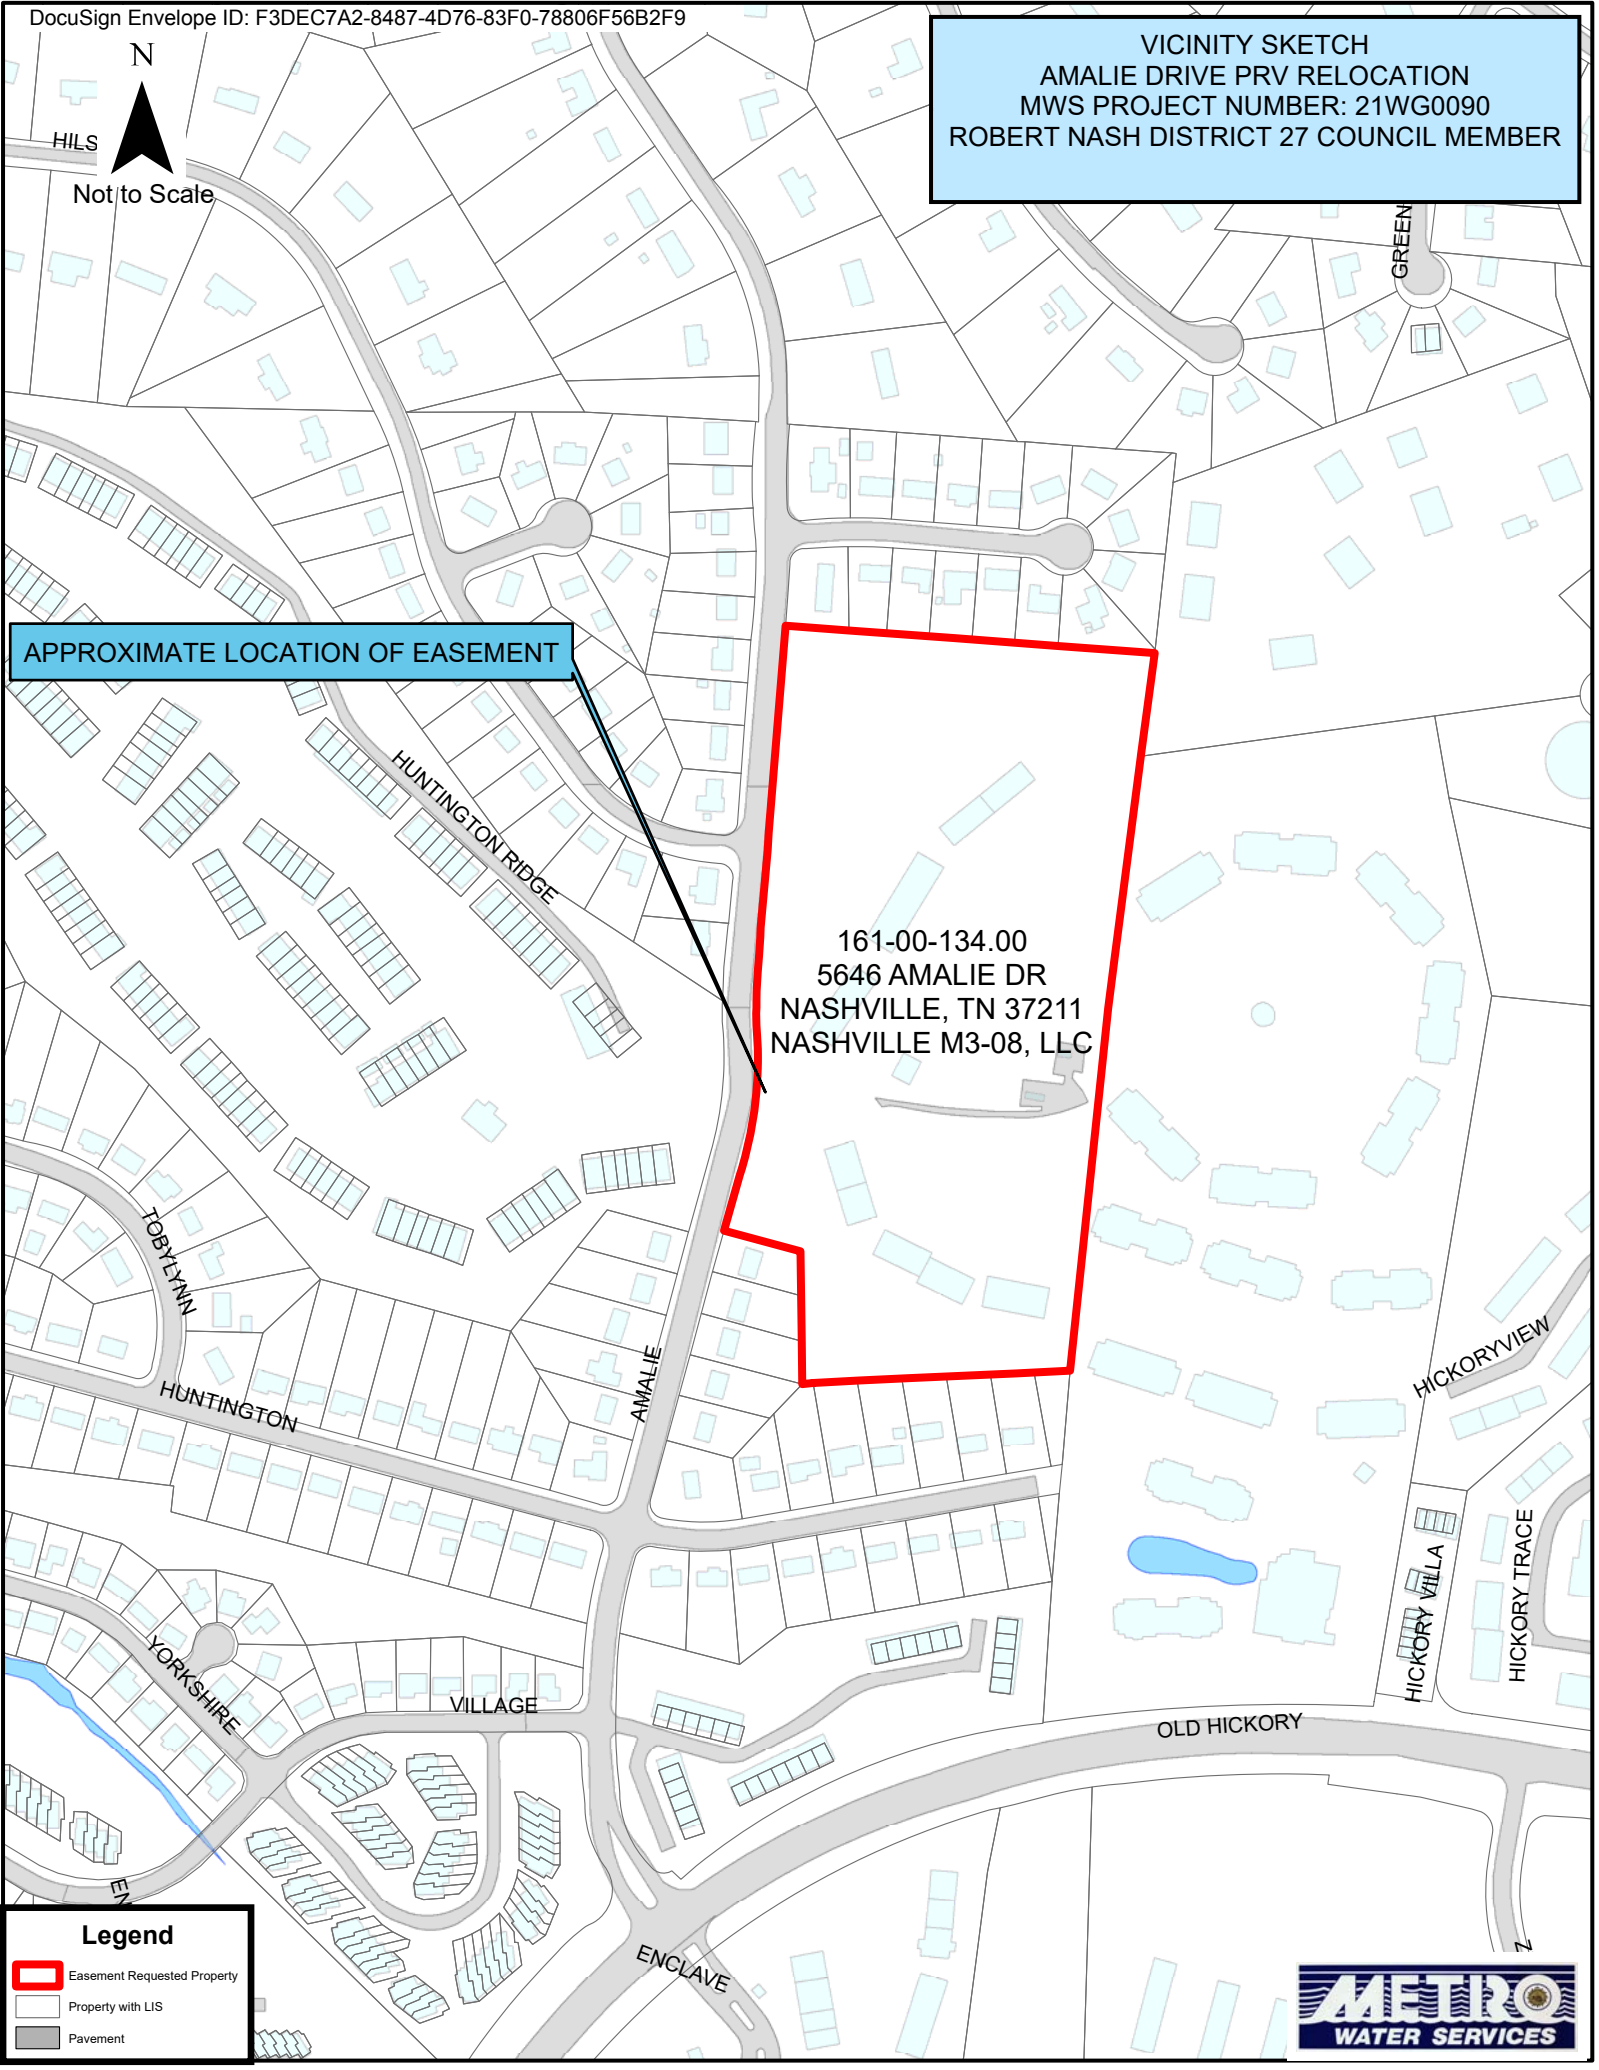 DocuSign Envelope ID: F3DEC7A2-8487-4D76-83F0-78806F56B2F9
N
Not to Scale
VICINITY SKETCH
AMALIE DRIVE PRV RELOCATION
MWS PROJECT NUMBER: 21WG0090
ROBERT NASH DISTRICT 27 COUNCIL MEMBER
HILS
GREEN
APPROXIMATE LOCATION OF EASEMENT
HUNTINGTON RIDGE
161-00-134.00
5646 AMALIE DR
NASHVILLE, TN 37211
NASHVILLE M3-08, LLC
TOBYLYNN
HUNTINGTON
AMALIE
HICKORYVIEW
HICKORY VILLA
HICKORY TRACE
YORKSHIRE
VILLAGE
OLD HICKORY
EN
ENCLAVE
Z
Legend
Easement Requested Property
Property with LIS
Pavement
METRO
WATER SERVICES